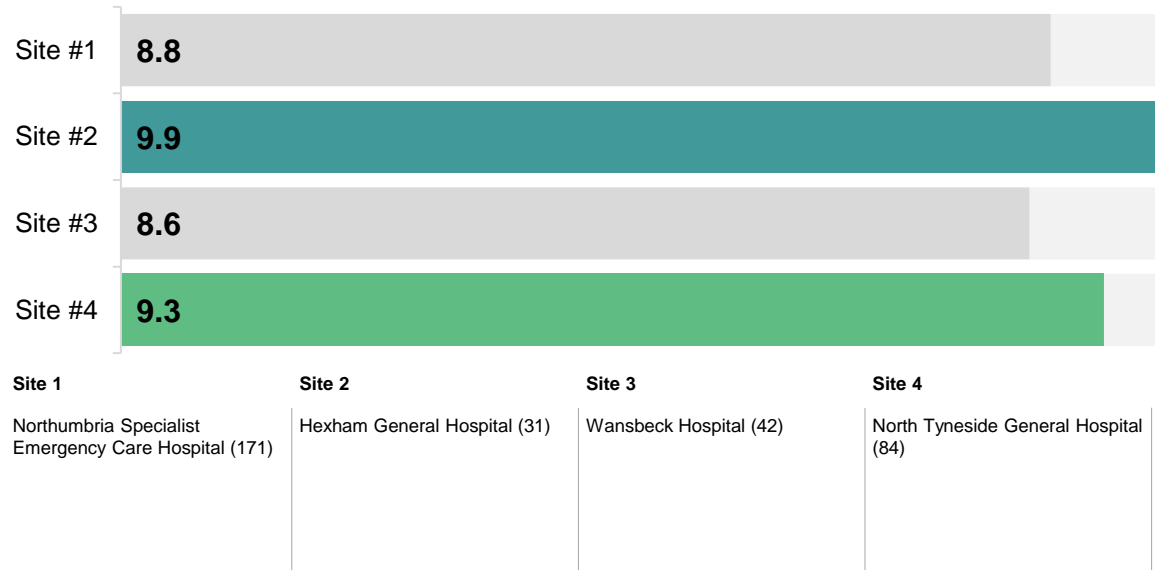 Site #1
8.8
Site #2
9.9
Site #3
8.6
Site #4
9.3
Site 1
Northumbria Specialist
Emergency Care Hospital (171)
Site 2
Hexham General Hospital (31)
Site 3
Wansbeck Hospital (42)
Site 4
North Tyneside General Hospital
(84)